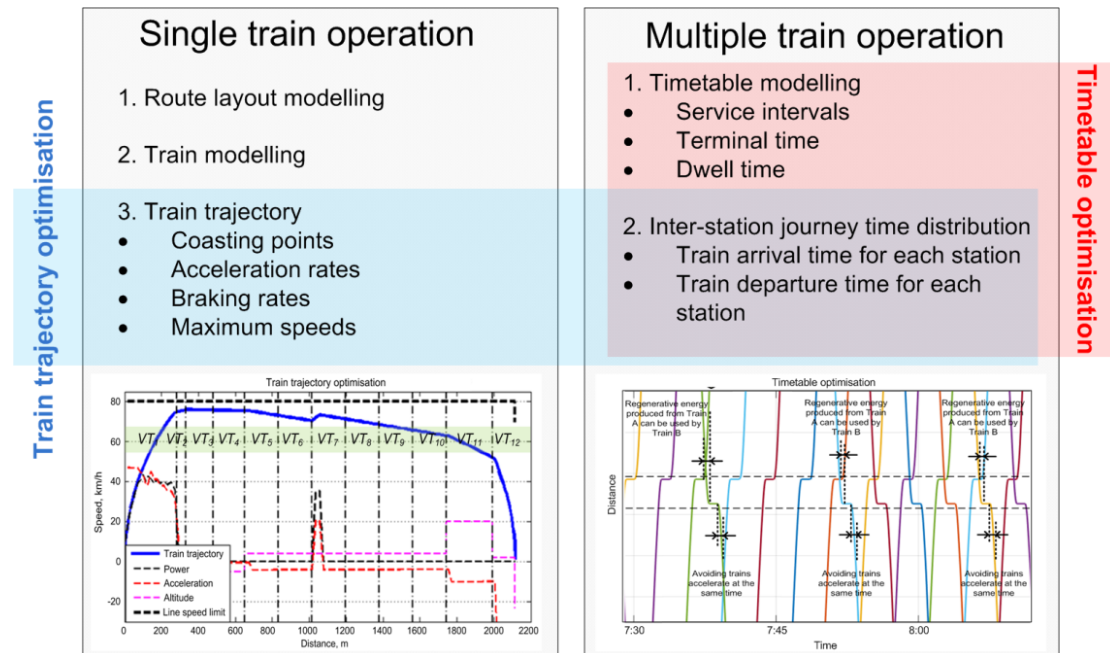 Single train operation
1. Route layout modelling
2. Train modelling
3. Train trajectory
• Coasting points
• Acceleration rates
• Braking rates
• Maximum speeds
Train trajectory optimisation
Multiple train operation
1. Timetable modelling
• Service intervals
• Terminal time
• Dwell time
2. Inter-station journey time distribution
• Train arrival time for each station
• Train departure time for each
station
Timetable optimisation
Train trajectory optimisation
80
60
40
20
0
-20
Speed, km/h
VT2 VT3 VT4 VT5 VT6 VT7 VT8 VT9 VT10 VT11 VT12
Train trajectory
Power
Acceleration
Altitude
Line speed limit
0 200 400 600 800 1000 1200 1400 1600 1800 2000 2200
Distance, m
Timetable optimisation
Regenerative energy
produced from Train
A can be used by
Train B
Regenerative energy
produced from Train
A can be used by
Train B
Regenerative energy
produced from Train
A can be used by
Train B
Distance
Avoiding trains
accelerate at the
same time
Avoiding trains
accelerate at the
same time
Avoiding trains
accelerate at the
same time
7:30 7:45 8:00
Time